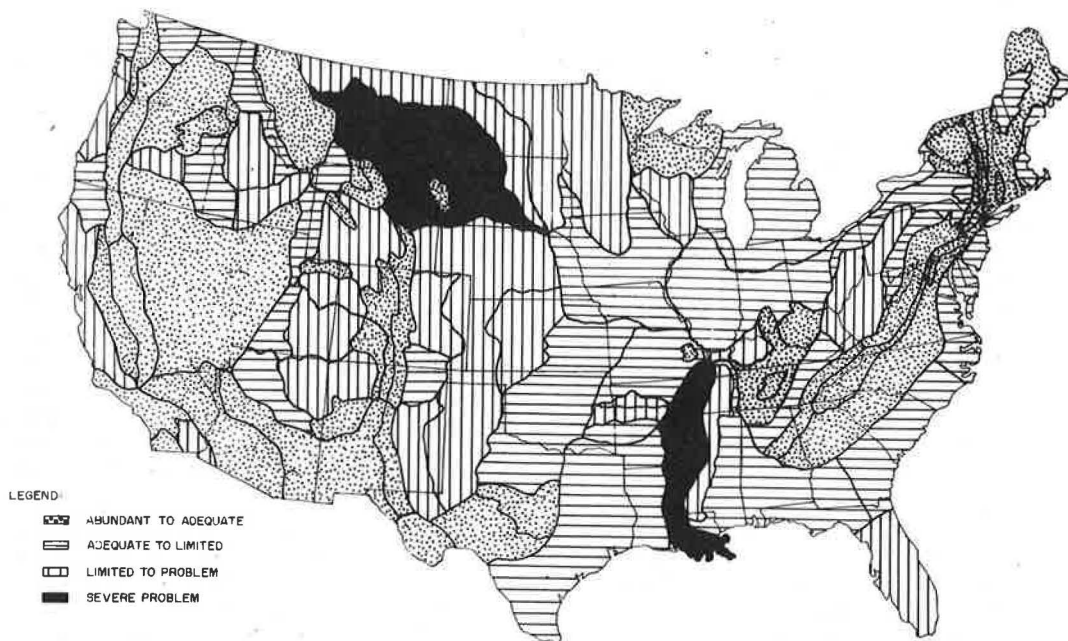 LEGEND:
ABUNDANT TO ADEQUATE
ADEQUATE TO LIMITED
LIMITED TO PROBLEM
SEVERE PROBLEM